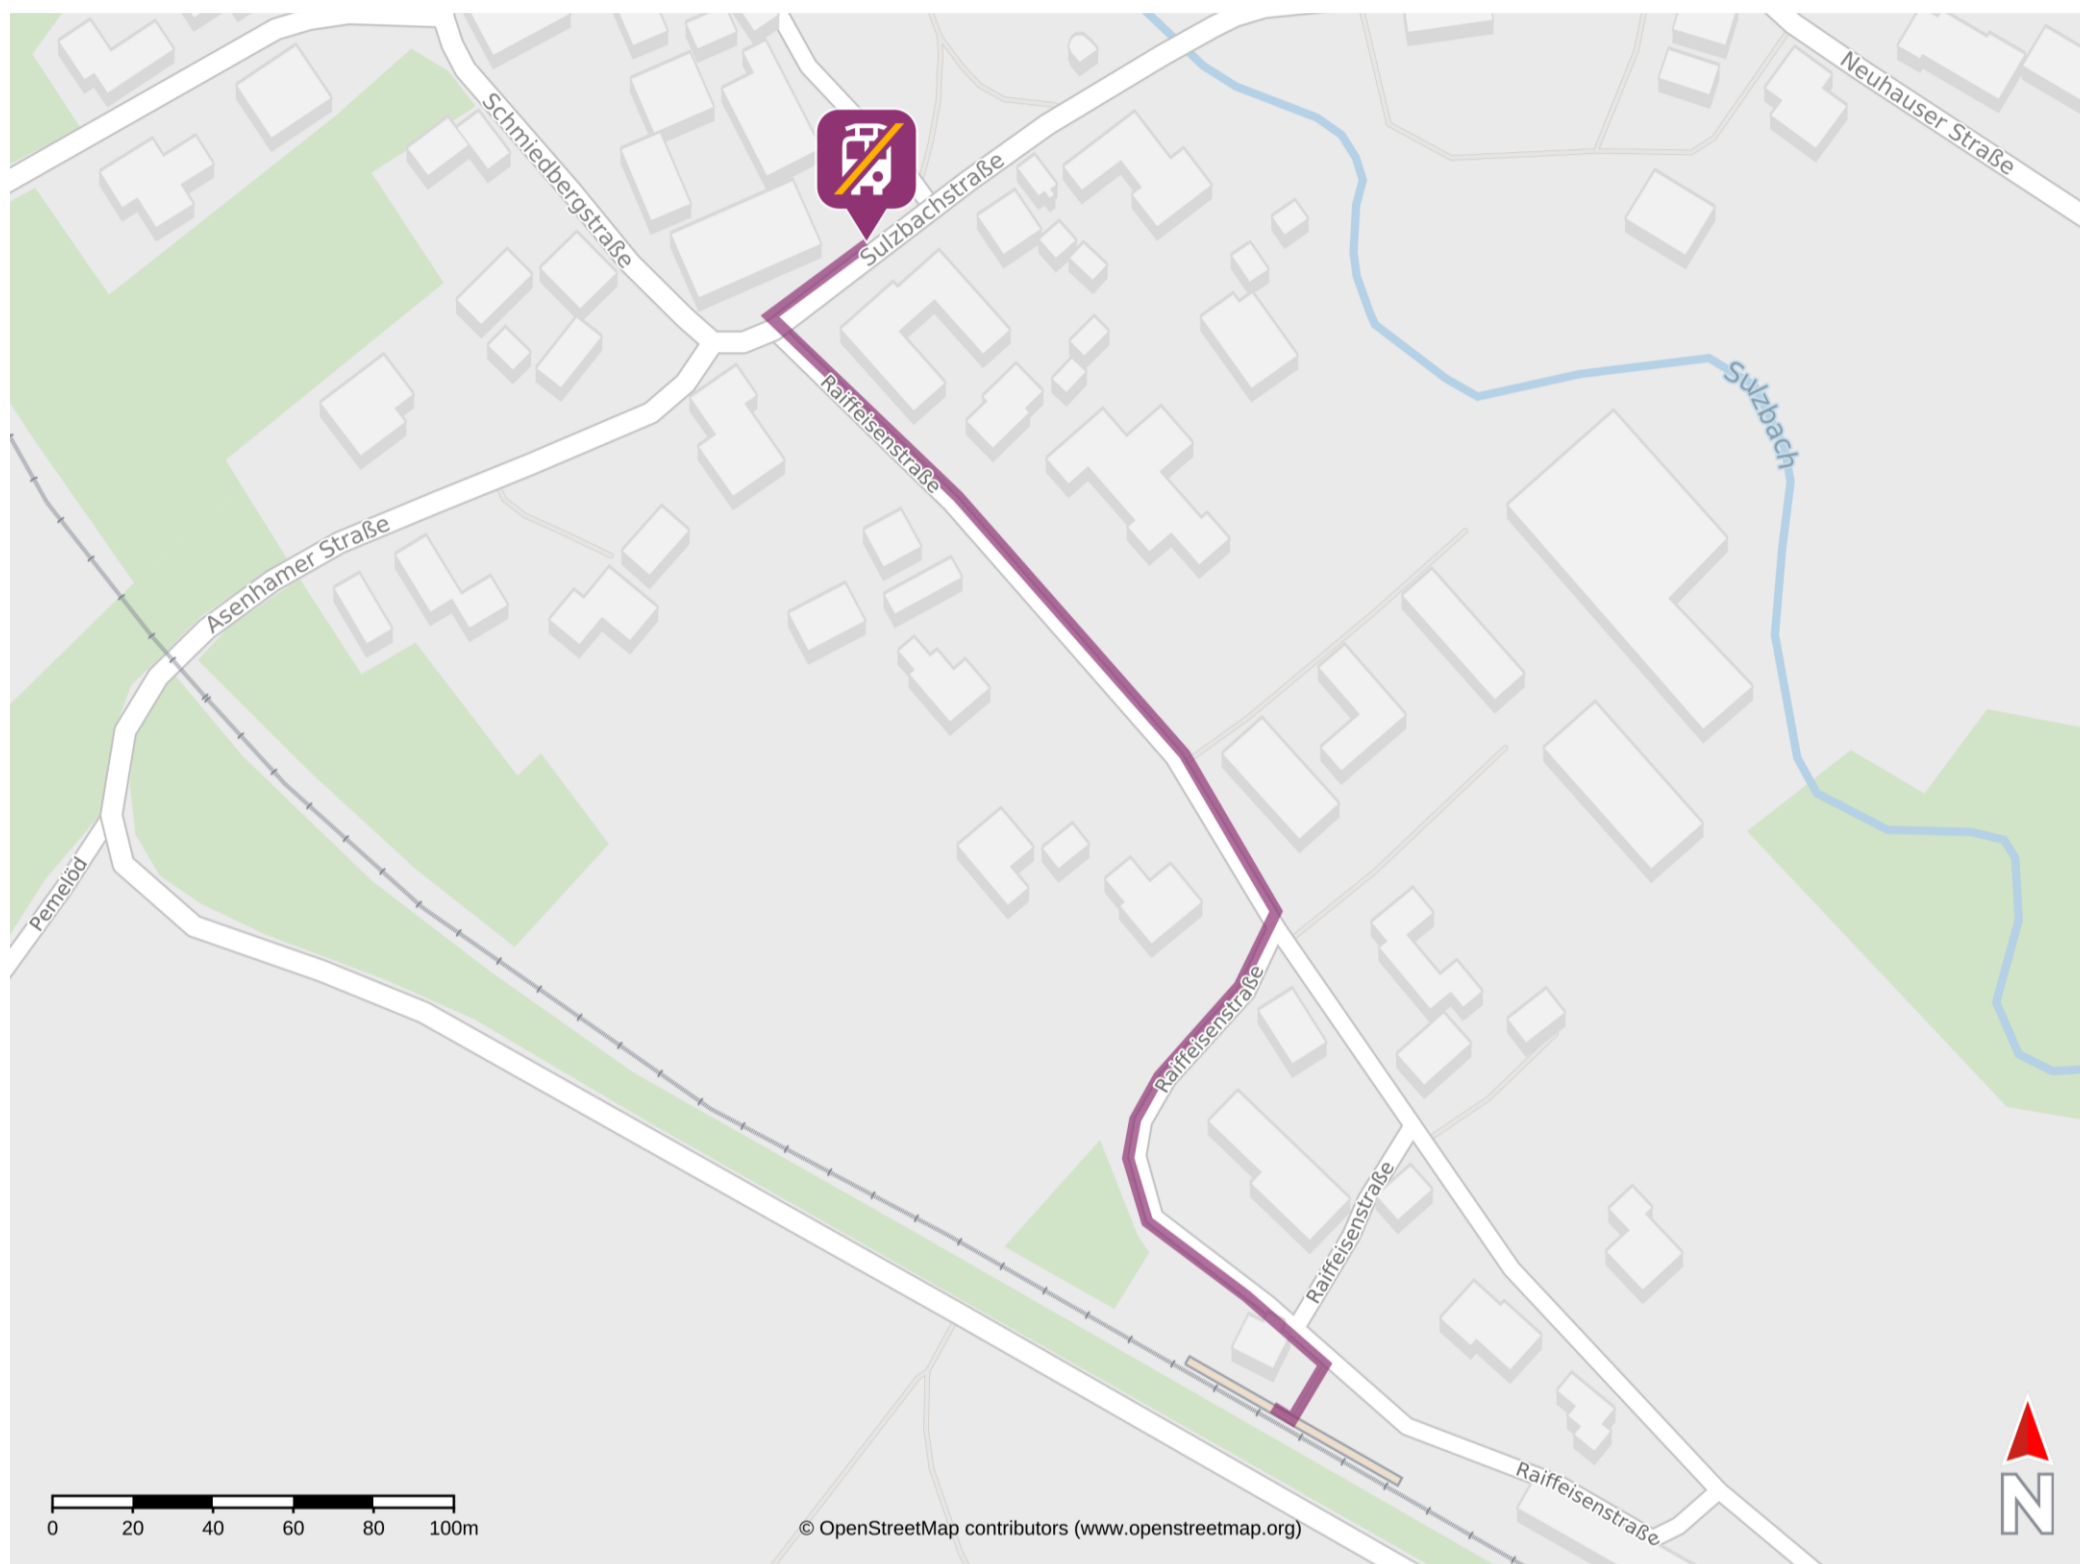 Neuhauser Straße
Schmiedbergstraße
Sulzbachstraße
Sulzbach
Raiffeisenstraße
Asenhamer Straße
Pemelöd
Raiffeisenstraße
Raiffeisenstraße
Raiffeisenstraße
N
0 20 40 60 80 100m
© OpenStreetMap contributors (www.openstreetmap.org)